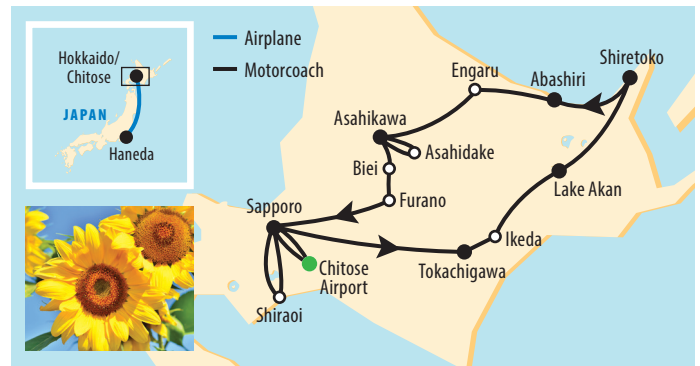 Hokkaido/
Chitose
JAPAN
Haneda
Airplane
Motorcoach
Shiretoko
Engaru
Abashiri
Asahikawa
Asahidake
Biei
Lake Akan
Furano
Sapporo
Ikeda
Chitose
Airport
Tokachigawa
Shiraoi